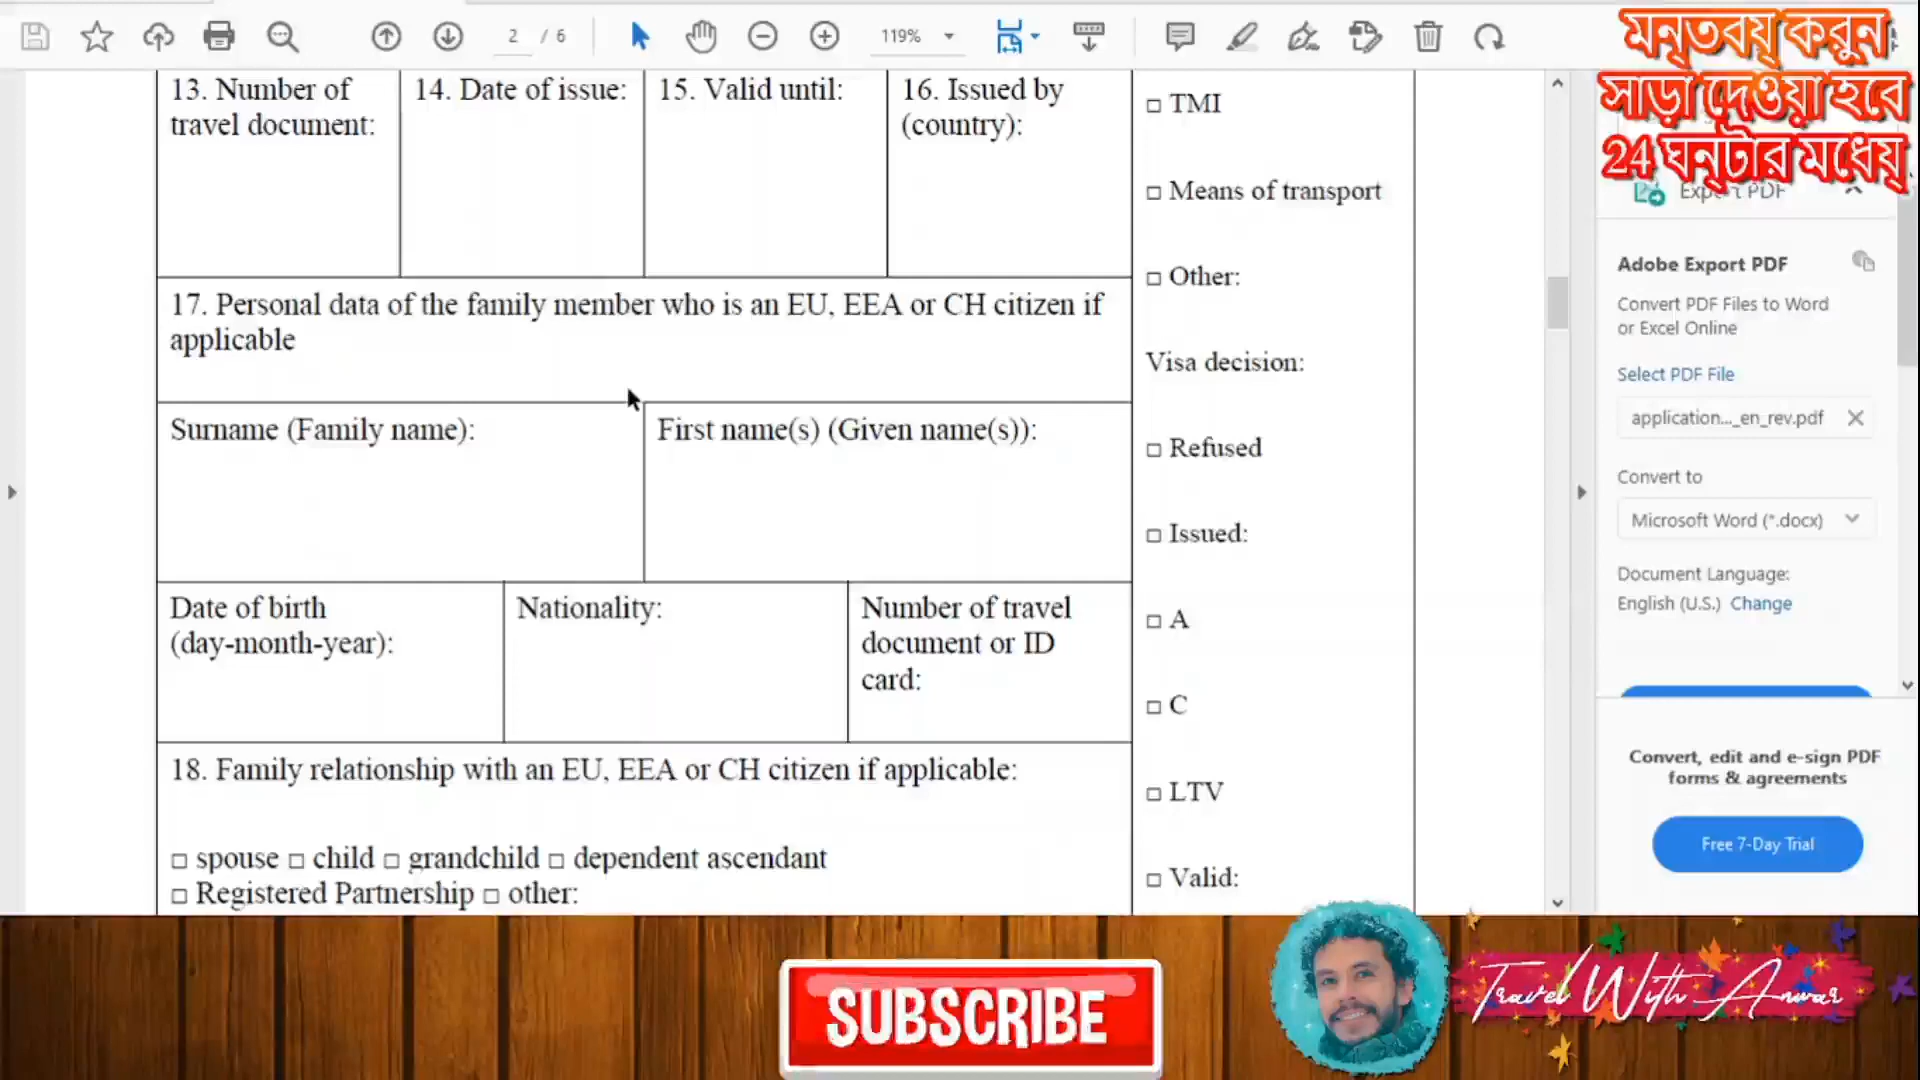 2 / 6
119%
মন্তব্য করুন
সাড়া দেওয়া হবে
24 ঘন্টার মধ্যে
13. Number of
travel document:
14. Date of issue:
15. Valid until:
16. Issued by
(country):
17. Personal data of the family member who is an EU, EEA or CH citizen if
applicable
Surname (Family name):
First name(s) (Given name(s)):
Date of birth
(day-month-year):
Nationality:
Number of travel
document or ID
card:
18. Family relationship with an EU, EEA or CH citizen if applicable:
□ spouse □ child □ grandchild □ dependent ascendant
□ Registered Partnership □ other:
□ TMI
□ Means of transport
□ Other:
Visa decision:
□ Refused
□ Issued:
□ A
□ C
□ LTV
□ Valid:
Export PDF
Adobe Export PDF
Convert PDF Files to Word
or Excel Online
Select PDF File
application..._en_rev.pdf
Convert to
Microsoft Word (*.docx)
Document Language:
English (U.S.) Change
Convert, edit and e-sign PDF
forms & agreements
Free 7-Day Trial
SUBSCRIBE
Travel With Anwar